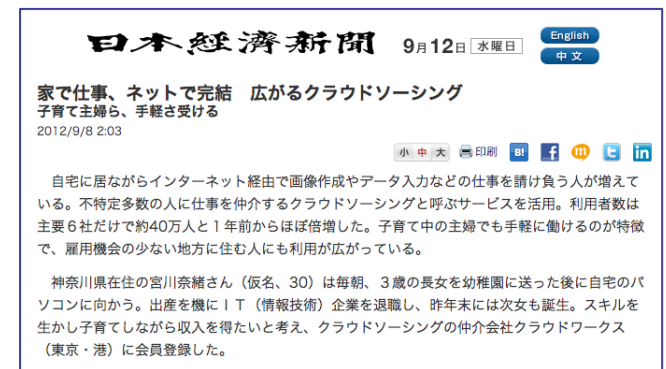 日本経済新聞 9月12日 水曜日 English
中文
家で仕事、ネットで完結　広がるクラウドソーシング
子育て主婦ら、手軽さ受ける
2012/9/8 2:03
小 中 大 印刷 B! f m t in
　自宅に居ながらインターネット経由で画像作成やデータ入力などの仕事を請け負う人が増えて
いる。不特定多数の人に仕事を仲介するクラウドソーシングと呼ぶサービスを活用。利用者数は
主要６社だけで約40万人と１年前からほぼ倍増した。子育て中の主婦でも手軽に働けるのが特徴
で、雇用機会の少ない地方に住む人にも利用が広がっている。
　神奈川県在住の宮川奈緒さん（仮名、30）は毎朝、３歳の長女を幼稚園に送った後に自宅のパ
ソコンに向かう。出産を機にＩＴ（情報技術）企業を退職し、昨年末には次女も誕生。スキルを
生かし子育てしながら収入を得たいと考え、クラウドソーシングの仲介会社クラウドワークス
（東京・港）に会員登録した。